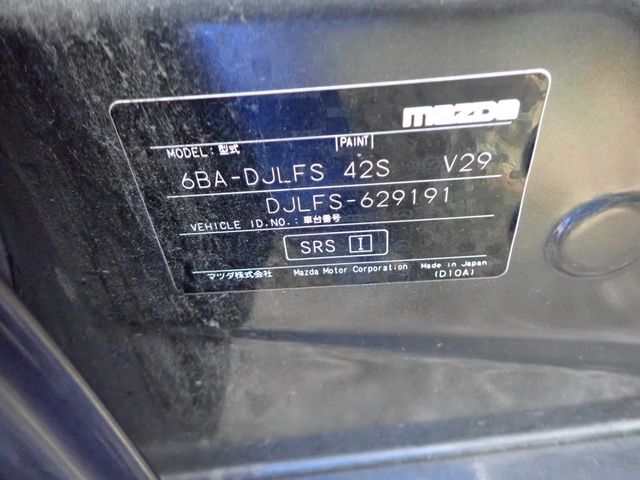 mazda
MODEL: 型式 PAINT
6BA-DJLFS 42S V29
DJLFS-629191
VEHICLE ID.NO.: 車台番号
SRS I
マツダ株式会社 Mazda Motor Corporation Made in Japan
(D10A)